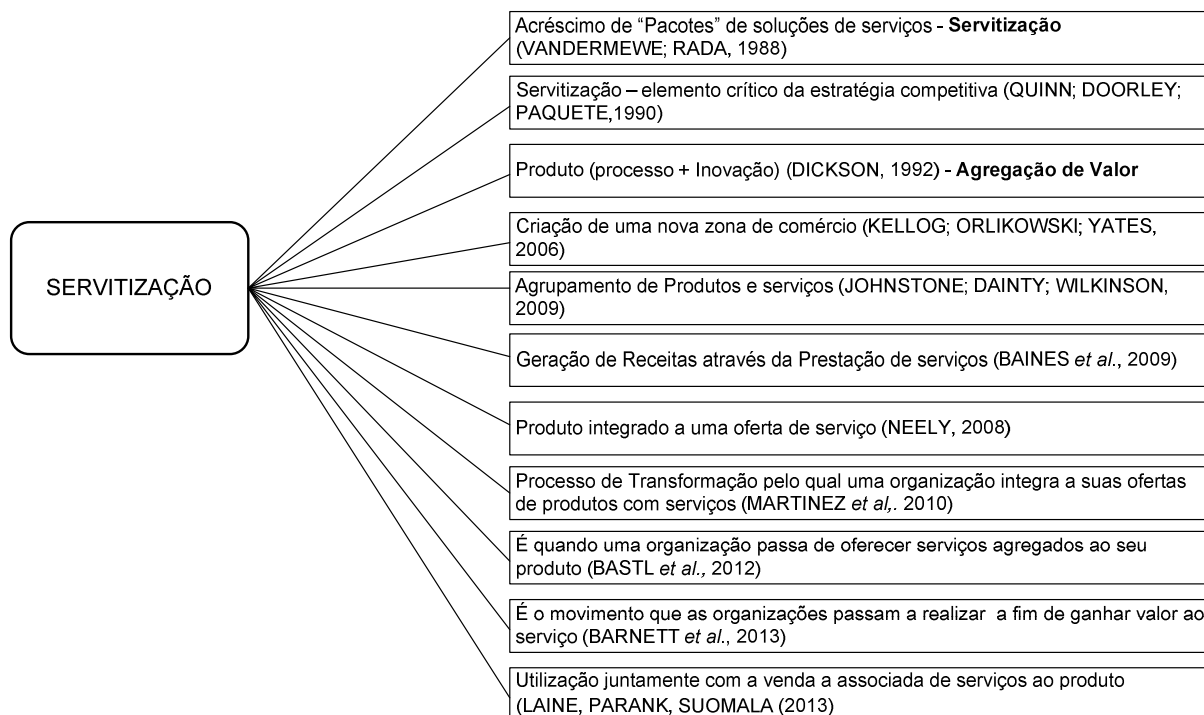 SERVITIZAÇÃO
Acréscimo de “Pacotes” de soluções de serviços - Servitização
(VANDERMEWE; RADA, 1988)
Servitização – elemento crítico da estratégia competitiva (QUINN; DOORLEY;
PAQUETE,1990)
Produto (processo + Inovação) (DICKSON, 1992) - Agregação de Valor
Criação de uma nova zona de comércio (KELLOG; ORLIKOWSKI; YATES,
2006)
Agrupamento de Produtos e serviços (JOHNSTONE; DAINTY; WILKINSON,
2009)
Geração de Receitas através da Prestação de serviços (BAINES et al., 2009)
Produto integrado a uma oferta de serviço (NEELY, 2008)
Processo de Transformação pelo qual uma organização integra a suas ofertas
de produtos com serviços (MARTINEZ et al,. 2010)
É quando uma organização passa de oferecer serviços agregados ao seu
produto (BASTL et al., 2012)
É o movimento que as organizações passam a realizar a fim de ganhar valor ao
serviço (BARNETT et al., 2013)
Utilização juntamente com a venda a associada de serviços ao produto
(LAINE, PARANK, SUOMALA (2013)